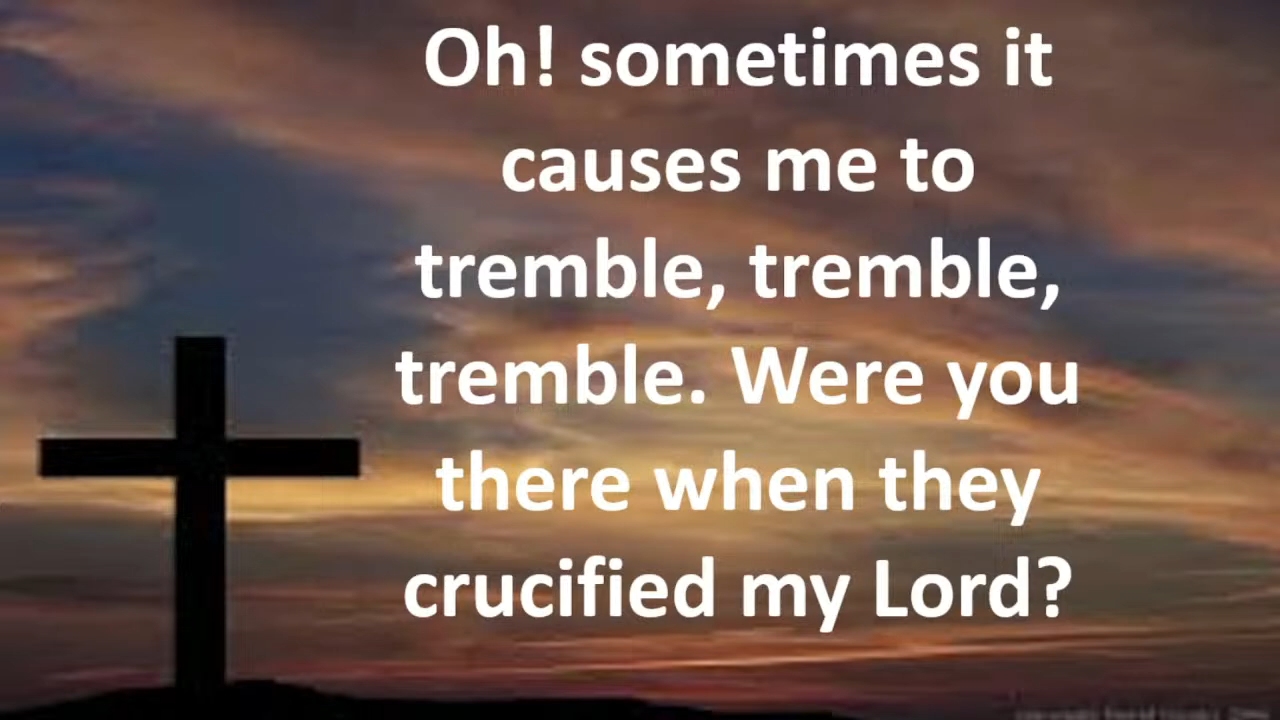 Oh! sometimes it
causes me to
tremble, tremble,
tremble. Were you
there when they
crucified my Lord?